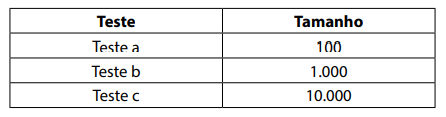 Teste Tamanho
Teste a 100
Teste b 1.000
Teste c 10.000